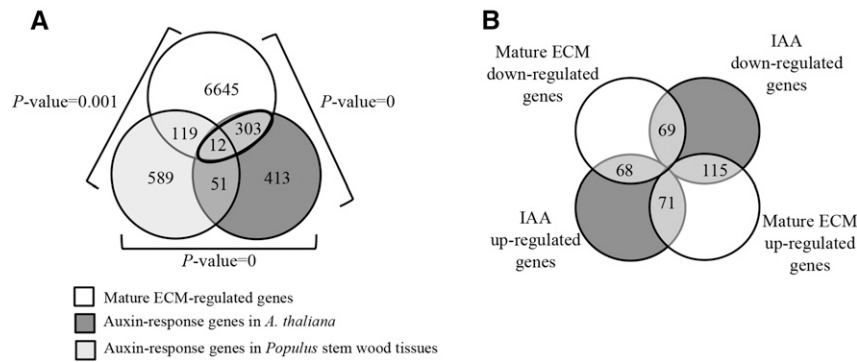 A
6645
P-value=0.001
P-value=0
119
303
12
589
51
413
P-value=0
Mature ECM-regulated genes
Auxin-response genes in A. thaliana
Auxin-response genes in Populus stem wood tissues
B
Mature ECM
down-regulated
genes
IAA
down-regulated
genes
69
68
115
71
IAA
up-regulated
genes
Mature ECM
up-regulated
genes